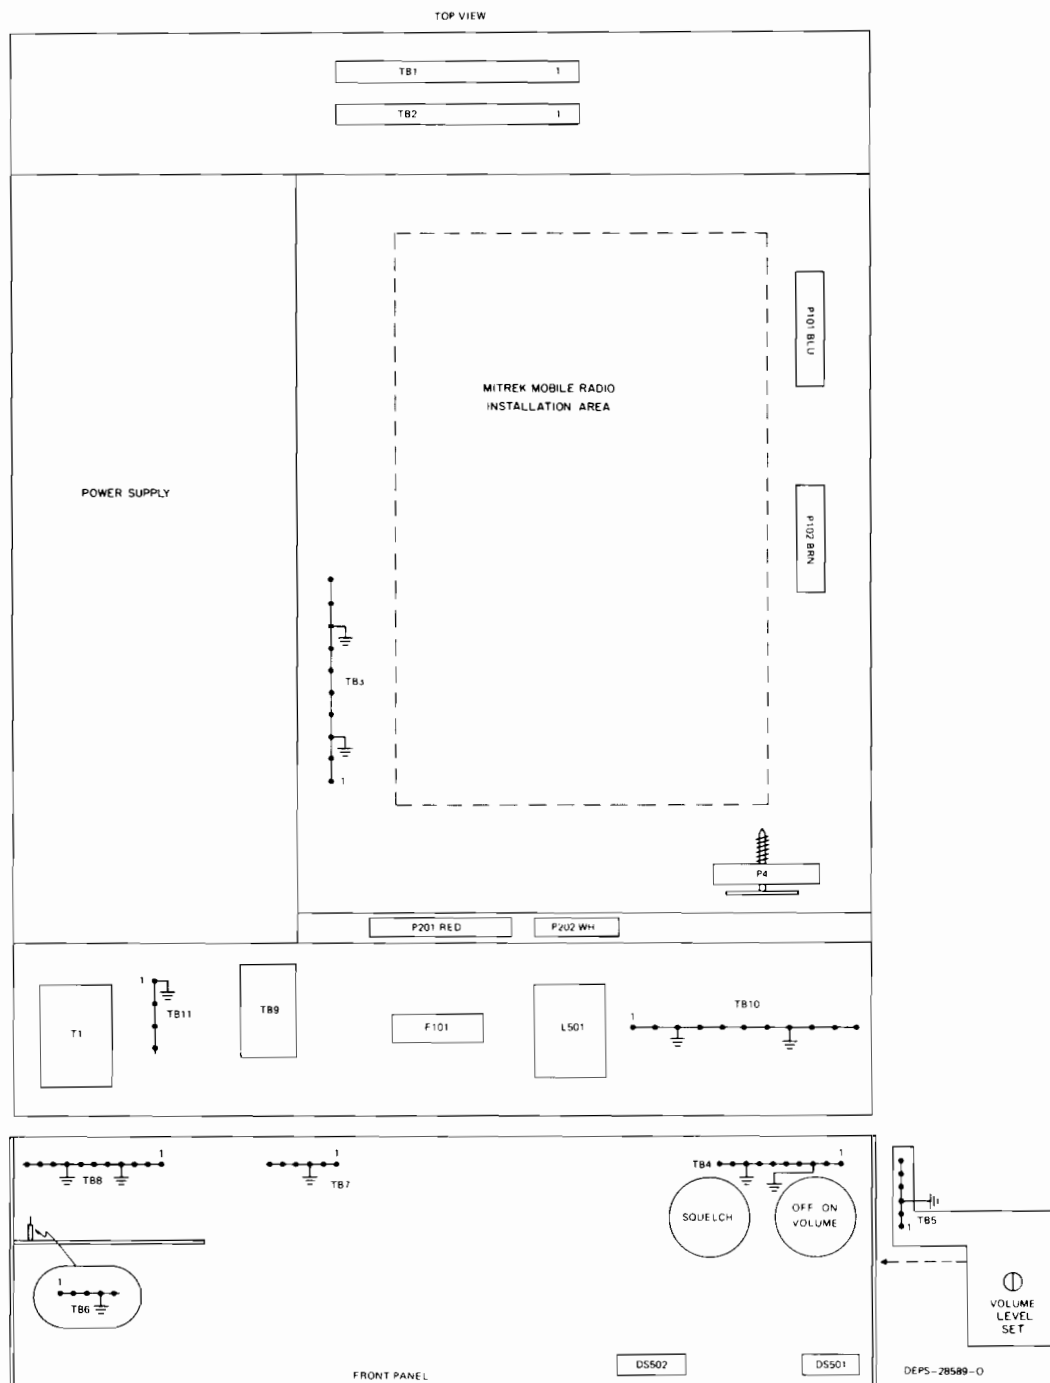 TOP VIEW
TB1 1
TB2 1
P101 BLU
MITREK MOBILE RADIO
INSTALLATION AREA
POWER SUPPLY
P102 BRN
TB3
1
P4
P201 RED
P202 WH
T1
1
TB11
TB9
F101
L501
TB10
1
1
TB8
1
TB7
TB4
1
SQUELCH
OFF ON
VOLUME
1
TB5
1
TB6
VOLUME
LEVEL
SET
DS502
DS501
FRONT PANEL
DEPS-28589-O